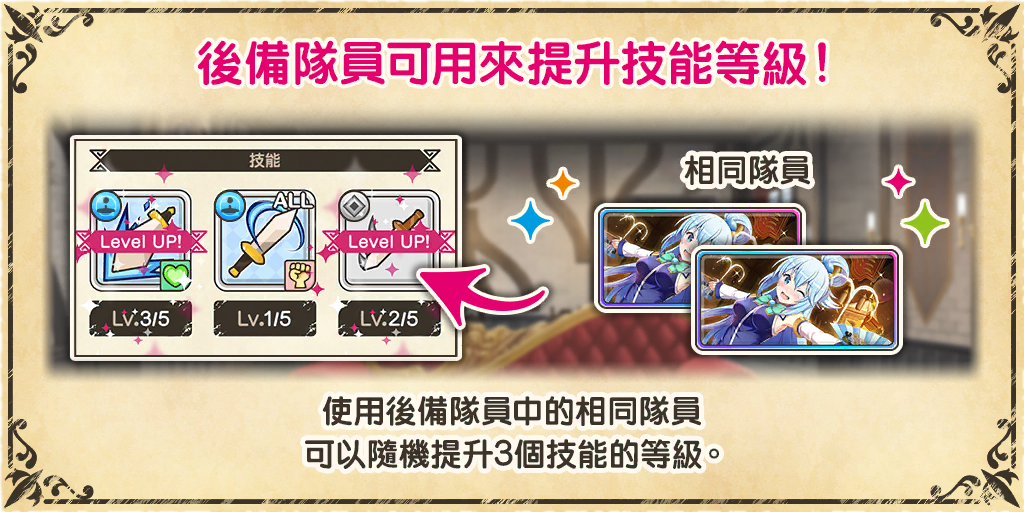 後備隊員可用來提升技能等級！
技能
相同隊員
ALL
Level UP!
Level UP!
Lv.3/5
Lv.1/5
Lv.2/5
使用後備隊員中的相同隊員
可以隨機提升3個技能的等級。